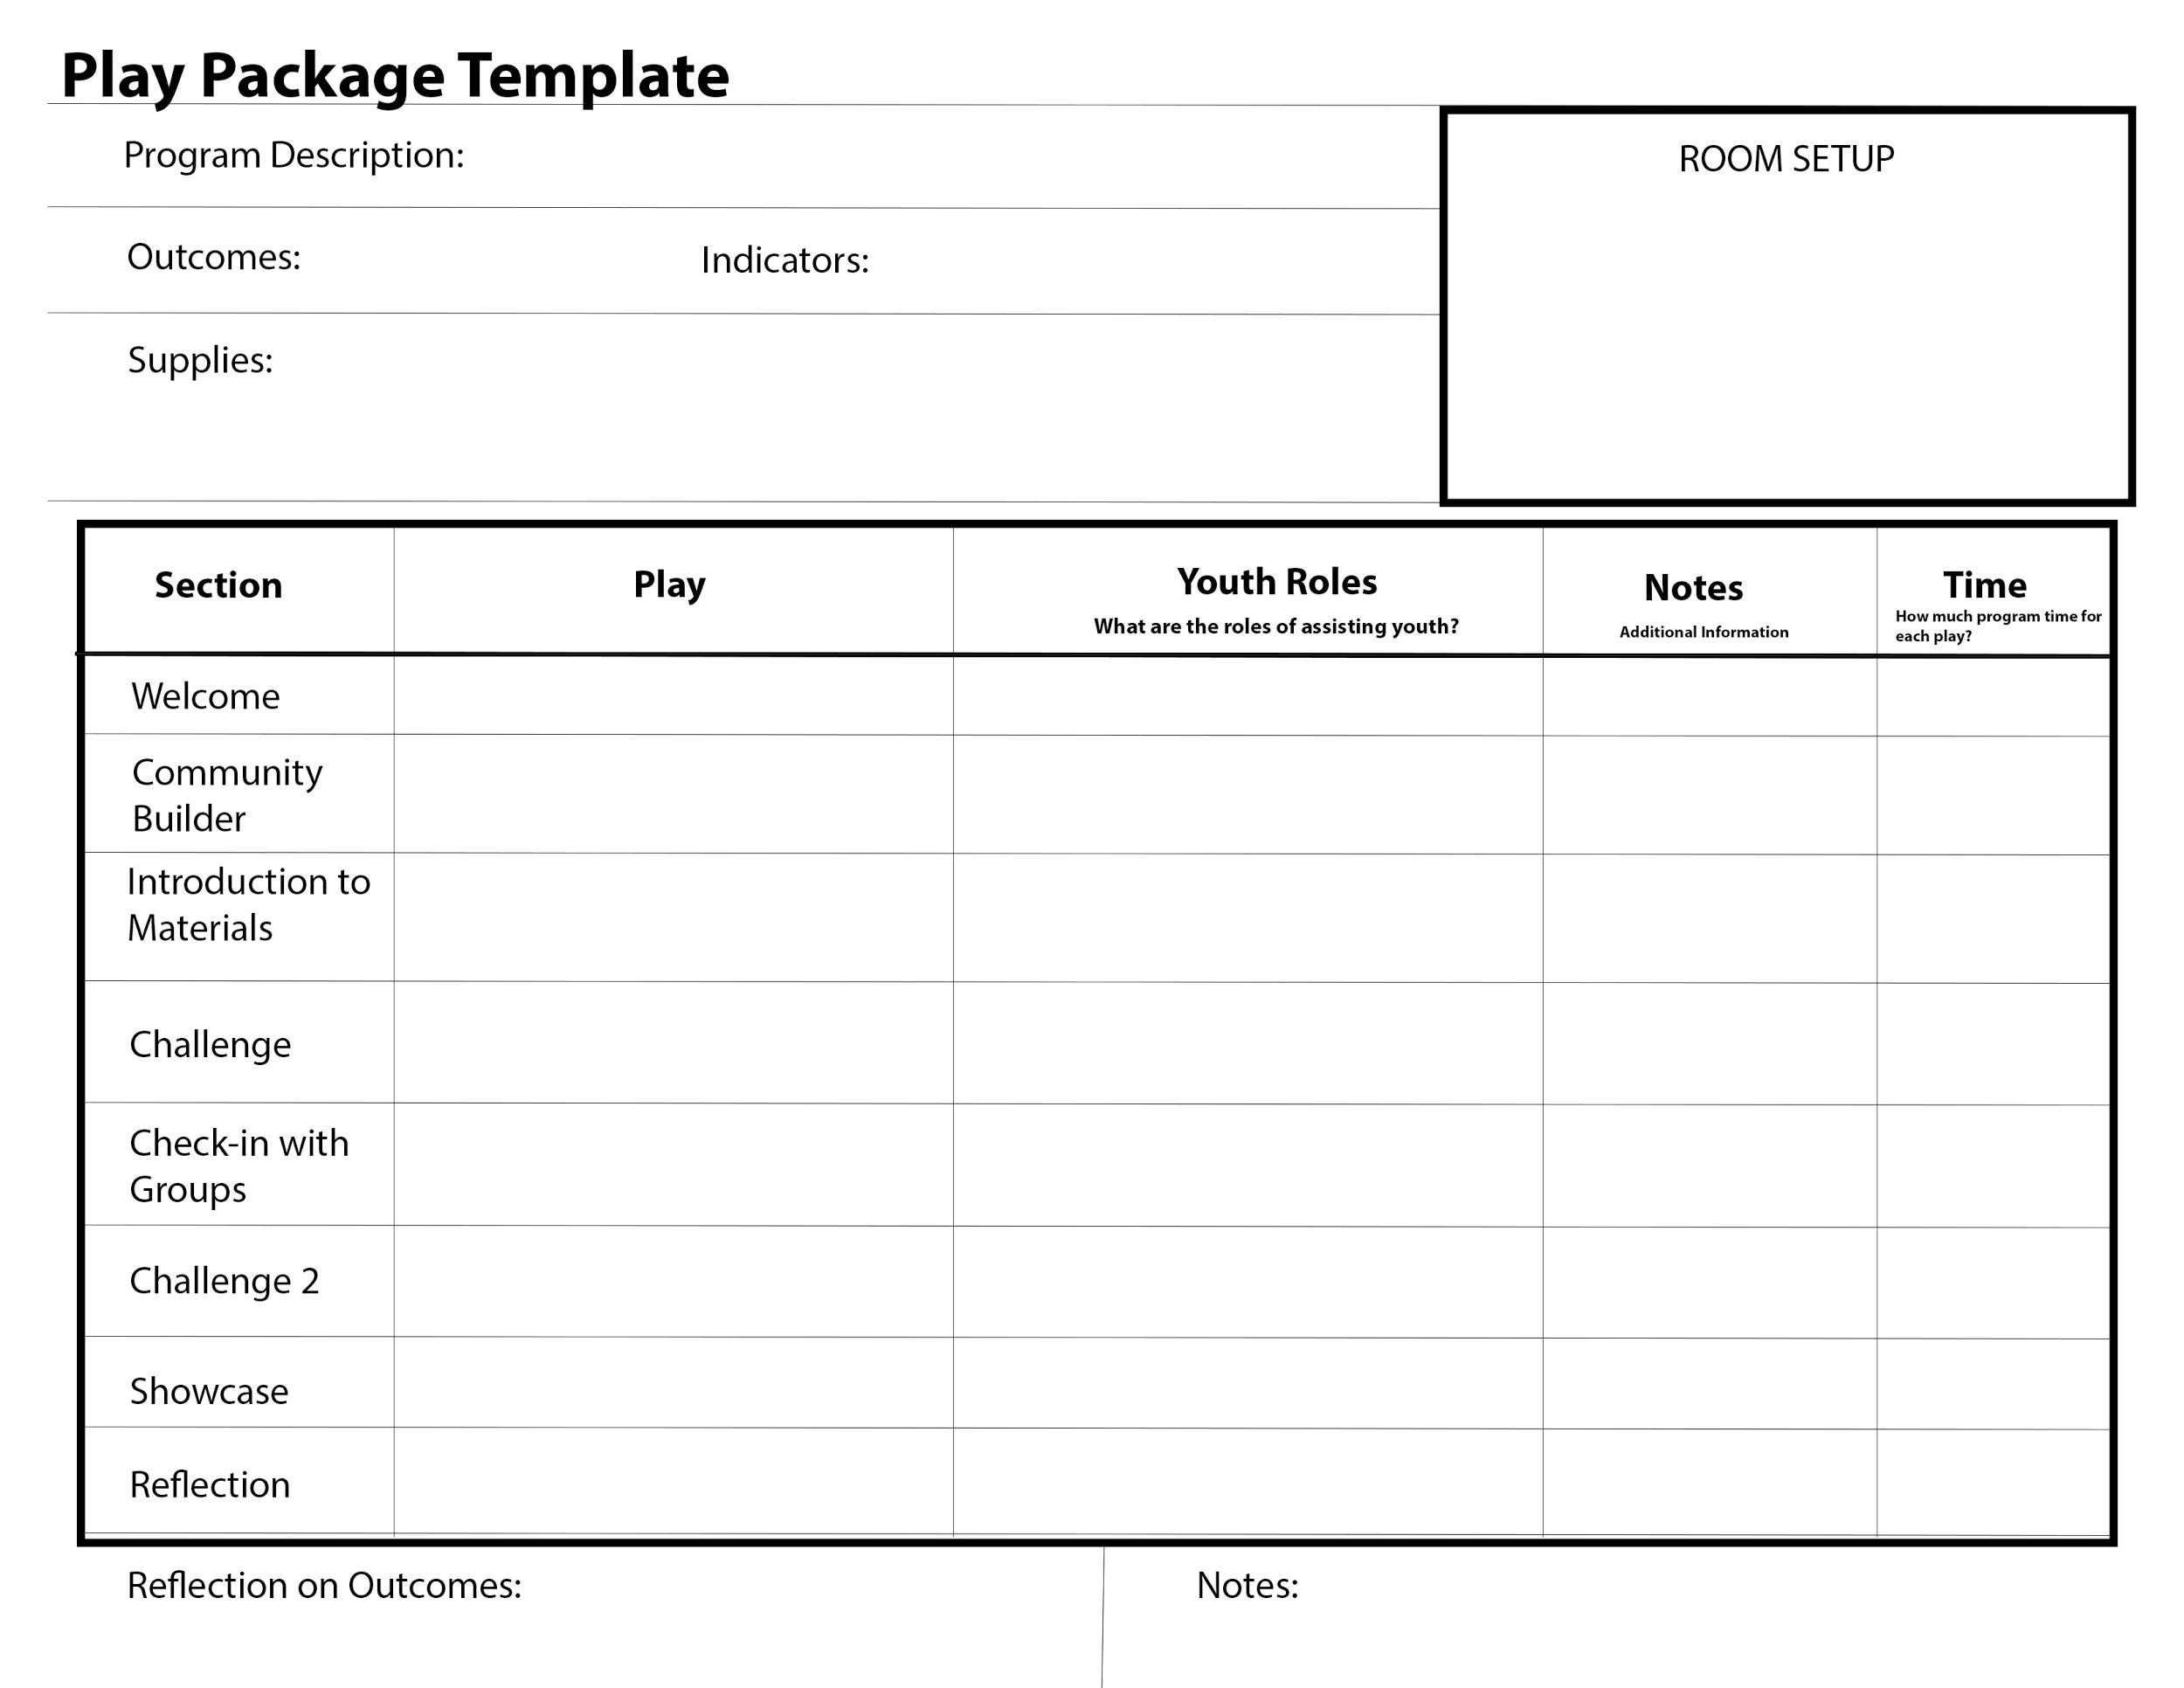 Play Package Template
Program Description:
ROOM SETUP
Outcomes:
Indicators:
Supplies:
Section
Play
Youth Roles
What are the roles of assisting youth?
Notes
Additional Information
Time
How much program time for
each play?
Welcome
Community
Builder
Introduction to
Materials
Challenge
Check-in with
Groups
Challenge 2
Showcase
Reflection
Reflection on Outcomes:
Notes: